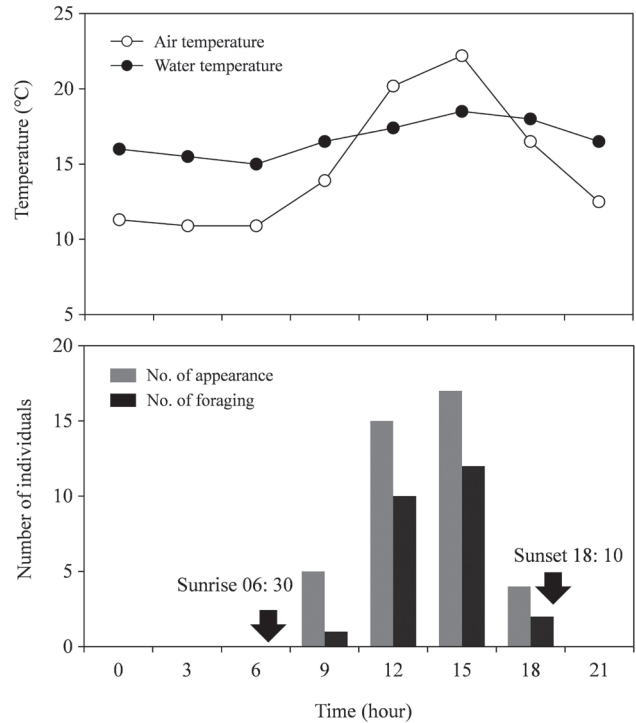 25
20
15
10
5
Temperature (°C)
Air temperature
Water temperature
20
15
10
5
0
Number of individuals
No. of appearance
No. of foraging
Sunrise 06: 30
Sunset 18: 10
0 3 6 9 12 15 18 21
Time (hour)